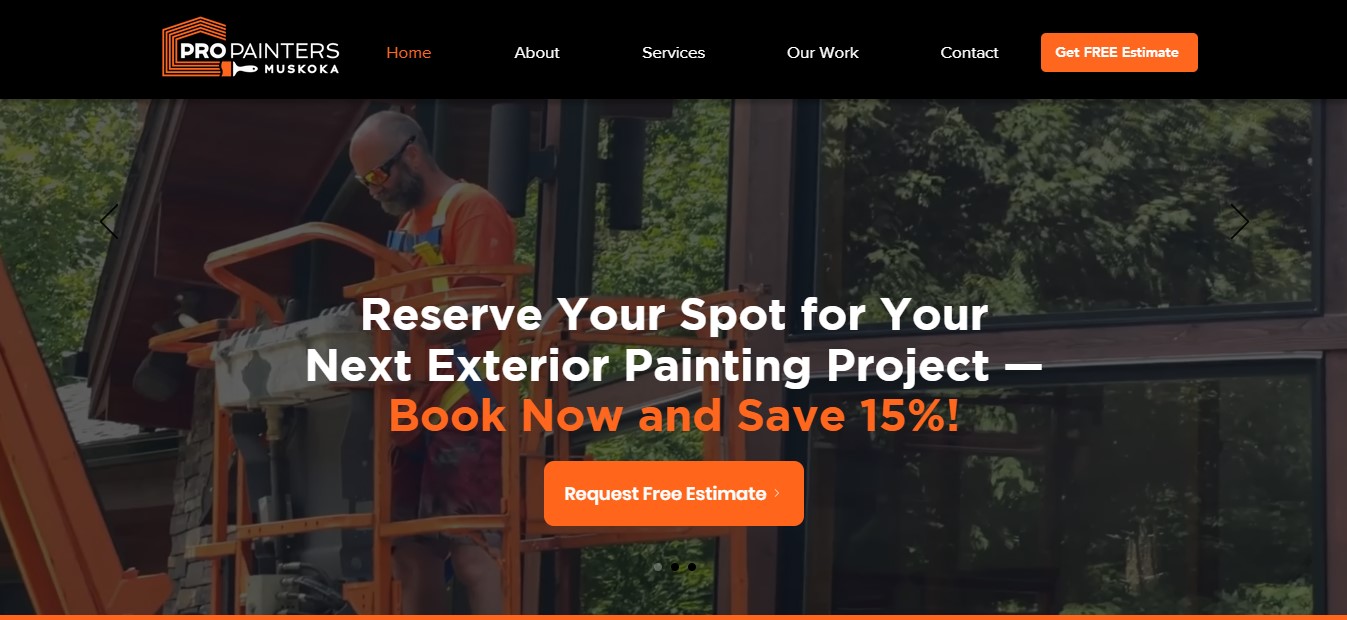 PRO PAINTERS
MUSKOKA
Home
About
Services
Our Work
Contact
Get FREE Estimate
Reserve Your Spot for Your
Next Exterior Painting Project —
Book Now and Save 15%!
Request Free Estimate